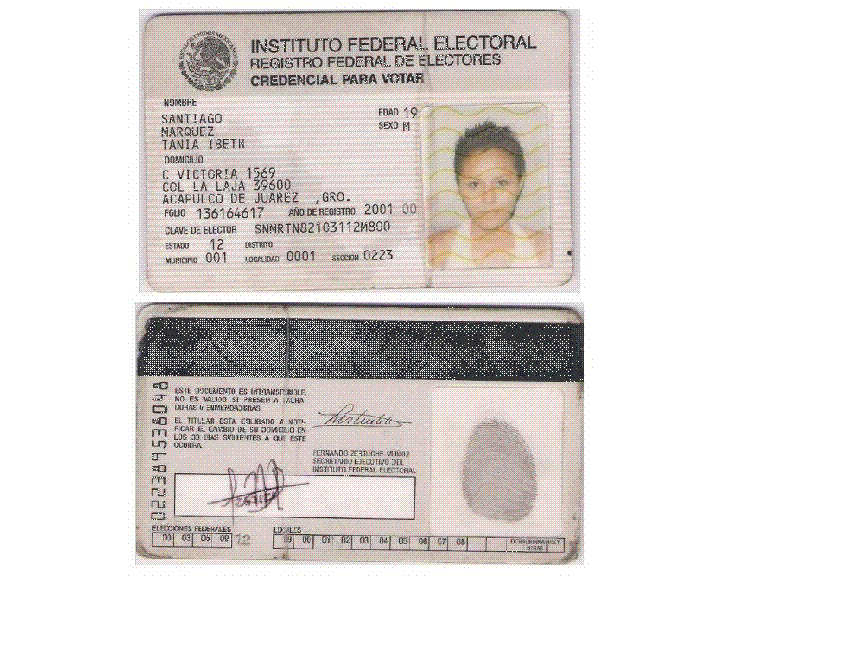 INSTITUTO FEDERAL ELECTORAL
REGISTRO FEDERAL DE ELECTORES
CREDENCIAL PARA VOTAR
NOMBRE
SANTIAGO
MARQUEZ
TANIA IBETH
EDAD 19
SEXO M
DOMICILIO
C VICTORIA 1569
COL LA LAJA 39600
ACAPULCO DE JUAREZ ,GRO.
FOLIO 136164617 AÑO DE REGISTRO 2001 00
CLAVE DE ELECTOR SNMRTN82103112M800
ESTADO 12 DISTRITO
MUNICIPIO 001 LOCALIDAD 0001 SECCION 0223
ESTE DOCUMENTO ES INTRANSFERIBLE,
NO ES VALIDO SI PRESENTA TACHA-
DURAS O ENMENDADURAS
EL TITULAR ESTA OBLIGADO A NOTI-
FICAR EL CAMBIO DE SU DOMICILIO EN
LOS 30 DIAS SIGUIENTES A QUE ESTE
OCURRA.
FERNANDO ZERTUCHE MUÑOZ
SECRETARIO EJECUTIVO DEL
INSTITUTO FEDERAL ELECTORAL
ELECCIONES FEDERALES
00 03 06 09 12
LOCALES
99 00 01 02 03 04 05 06 07 08